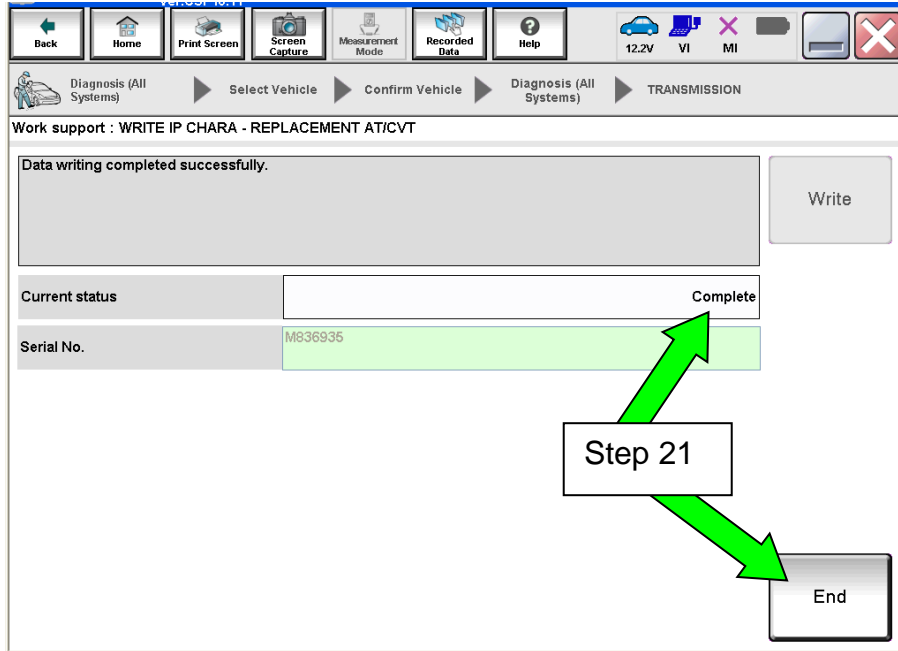 Back
Home
Print Screen
Screen
Capture
Measurement
Mode
Recorded
Data
Help
12.2V
VI
MI
Diagnosis (All
Systems)
Select Vehicle
Confirm Vehicle
Diagnosis (All
Systems)
TRANSMISSION
Work support : WRITE IP CHARA - REPLACEMENT AT/CVT
Data writing completed successfully.
Write
Current status
Complete
Serial No.
M836935
Step 21
End